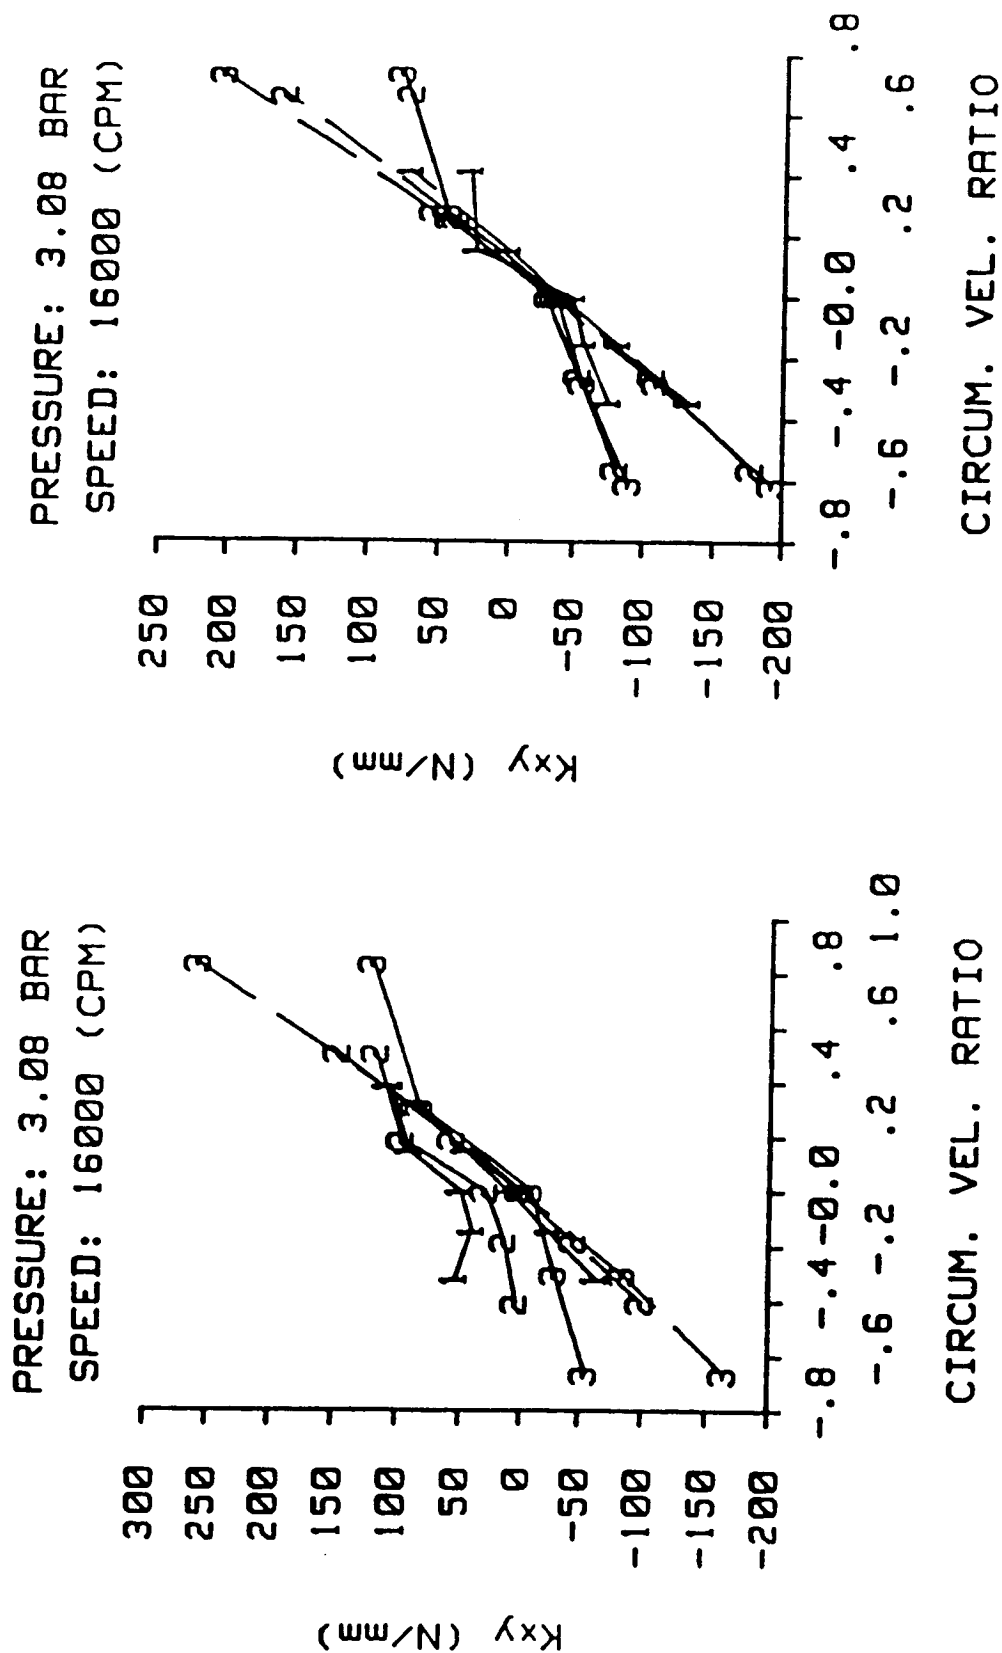 PRESSURE: 3.08 BAR
SPEED: 16000 (CPM)
Kxy (N/mm)
300
250
200
150
100
50
0
-50
-100
-150
-200
-.8 -.4 -0.0 .4 .8
-.6 -.2 .2 .6 1.0
CIRCUM. VEL. RATIO
PRESSURE: 3.08 BAR
SPEED: 16000 (CPM)
Kxy (N/mm)
250
200
150
100
50
0
-50
-100
-150
-200
-.8 -.4 -0.0 .4 .8
-.6 -.2 .2 .6
CIRCUM. VEL. RATIO